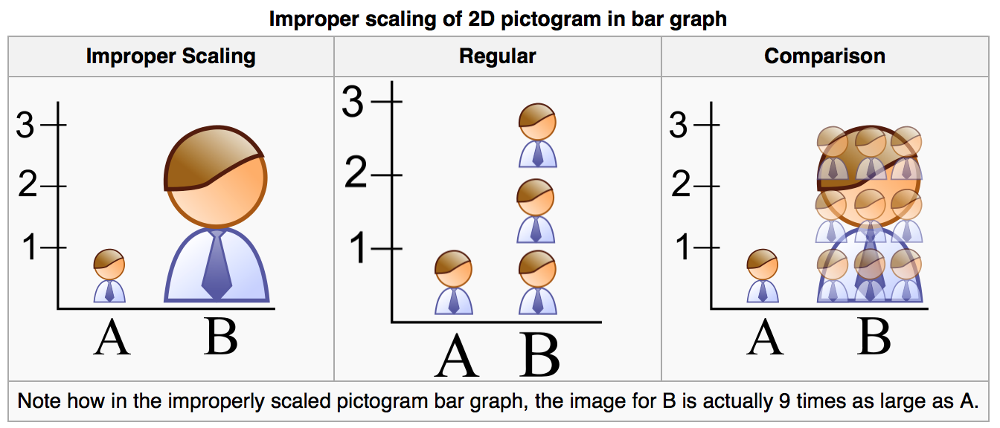 Improper scaling of 2D pictogram in bar graph
Improper Scaling
Regular
Comparison
3
2
1
A B
3
2
1
A B
3
2
1
A B
Note how in the improperly scaled pictogram bar graph, the image for B is actually 9 times as large as A.